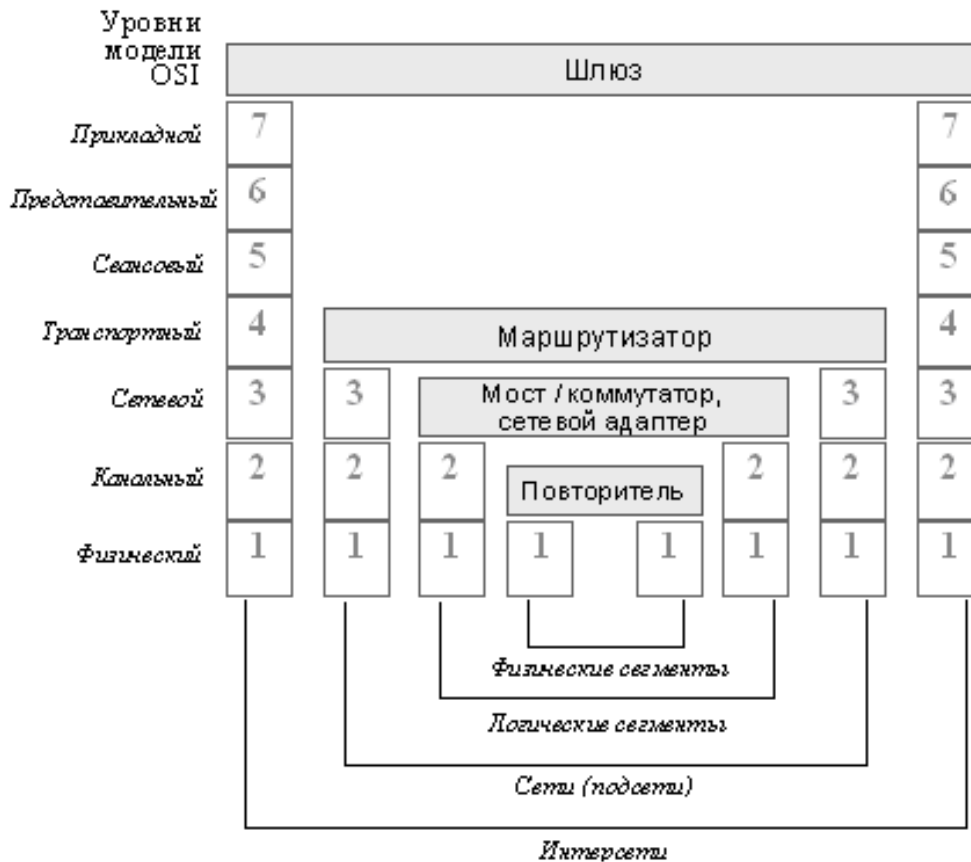 Уровни
модели
OSI
Шлюз
Прикладной 7 7
Представительный 6 6
Сеансовый 5 5
Транспортный 4 Маршрутизатор 4
Сетевой 3 3 Мост / коммутатор, 3 3
сетевой адаптер
Канальный 2 2 2 Повторитель 2 2 2
Физический 1 1 1 1 1 1 1 1
Физические сегменты
Логические сегменты
Сети (подсети)
Интерсети